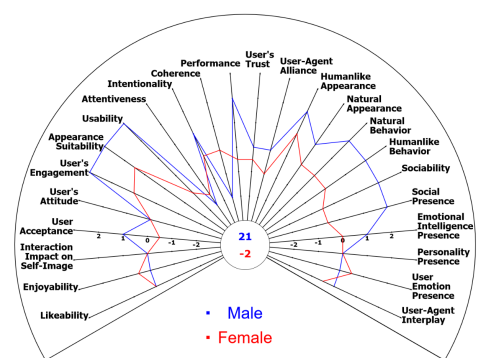 User's
Trust
Performance
User-Agent
Alliance
Coherence
Humanlike
Appearance
Intentionality
Natural
Appearance
Attentiveness
Natural
Behavior
Usability
Humanlike
Behavior
Appearance
Suitability
Sociability
User's
Engagement
Social
Presence
User's
Attitude
Emotional
Intelligence
Presence
User
Acceptance
2 1 0 -1 -2
21
-2
-2 -1 0 1 2
Interaction
Impact on
Self-Image
Personality
Presence
Enjoyability
User
Emotion
Presence
Likeability
User-Agent
Interplay
Male
Female